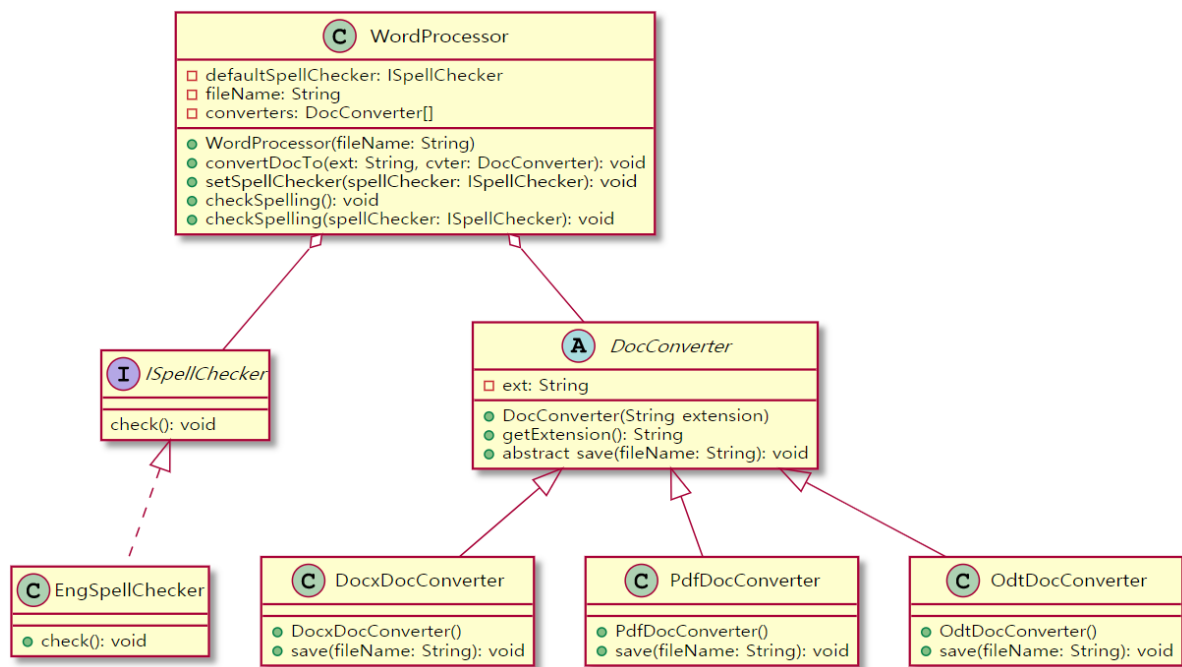 C WordProcessor
defaultSpellChecker: ISpellChecker
fileName: String
converters: DocConverter[]
WordProcessor(fileName: String)
convertDocTo(ext: String, cvter: DocConverter): void
setSpellChecker(spellChecker: ISpellChecker): void
checkSpelling(): void
checkSpelling(spellChecker: ISpellChecker): void
I ISpellChecker
check(): void
A DocConverter
ext: String
DocConverter(String extension)
getExtension(): String
abstract save(fileName: String): void
C EngSpellChecker
check(): void
C DocxDocConverter
DocxDocConverter()
save(fileName: String): void
C PdfDocConverter
PdfDocConverter()
save(fileName: String): void
C OdtDocConverter
OdtDocConverter()
save(fileName: String): void